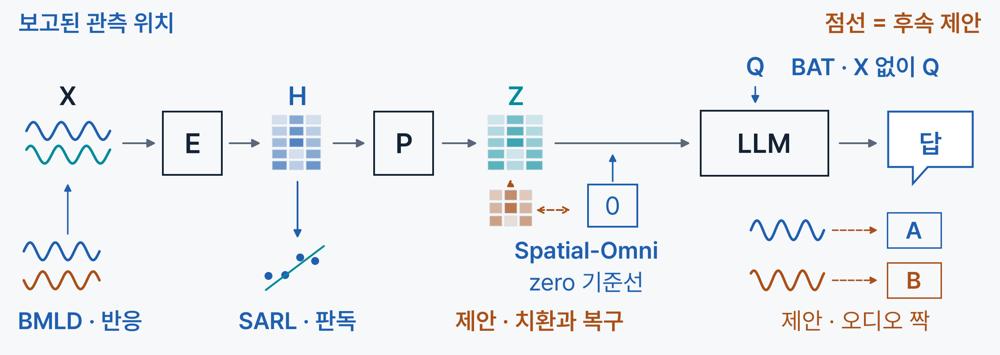 보고된 관측 위치
점선 = 후속 제안
Q BAT · X 없이 Q
X H Z
E P LLM 답
0
A
Spatial-Omni
zero 기준선
B
BMLD · 반응
SARL · 판독
제안 · 치환과 복구
제안 · 오디오 짝